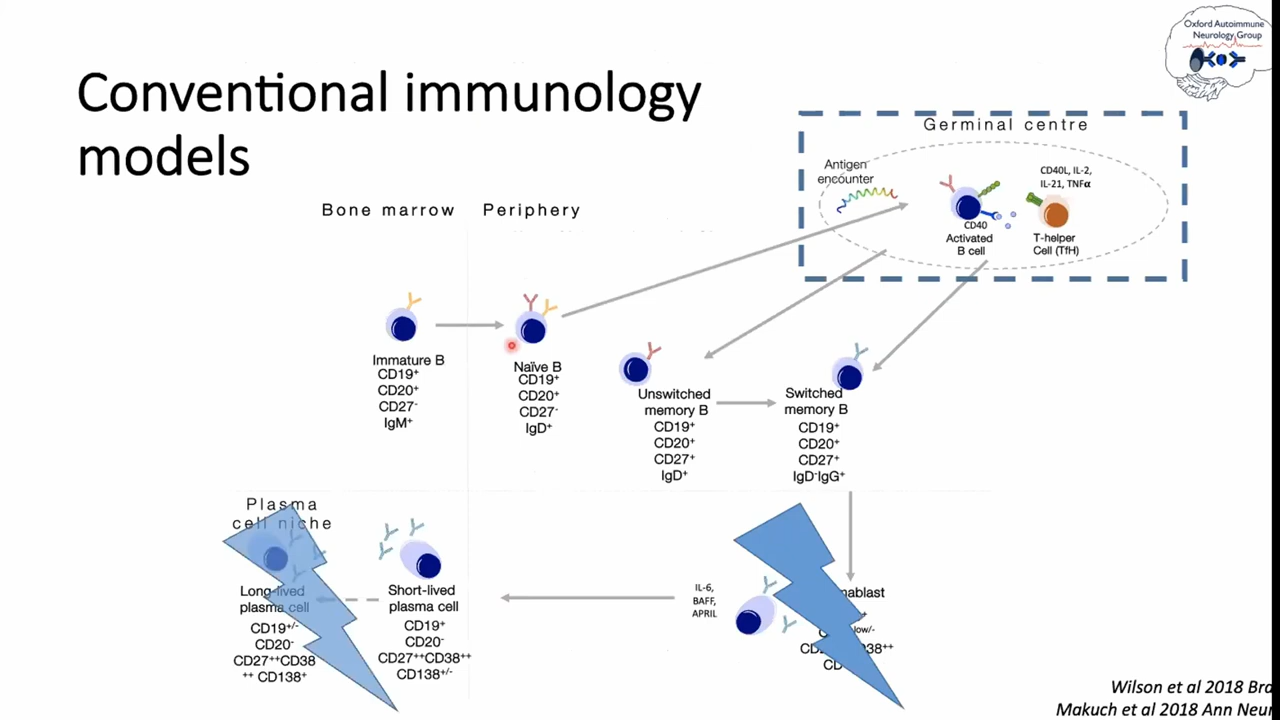 Oxford Autoimmune
Neurology Group
Conventional immunology
models
Germinal centre
Antigen
encounter
CD40L, IL-2,
IL-21, TNFα
CD40
Activated
B cell
T-helper
Cell (TfH)
Bone marrow
Periphery
Immature B
CD19⁺
CD20⁺
CD27⁻
IgM⁺
Naïve B
CD19⁺
CD20⁺
CD27⁻
IgD⁺
Unswitched
memory B
CD19⁺
CD20⁺
CD27⁺
IgD⁺
Switched
memory B
CD19⁺
CD20⁺
CD27⁺
IgD⁻IgG⁺
Plasma
cell niche
Long-lived
plasma cell
CD19⁺/⁻
CD20⁻
CD27⁺⁺CD38
⁺⁺ CD138⁺
Short-lived
plasma cell
CD19⁺
CD20⁻
CD27⁺⁺CD38⁺⁺
CD138⁺/⁻
IL-6,
BAFF,
APRIL
Wilson et al 2018
Makuch et al 2018 Ann